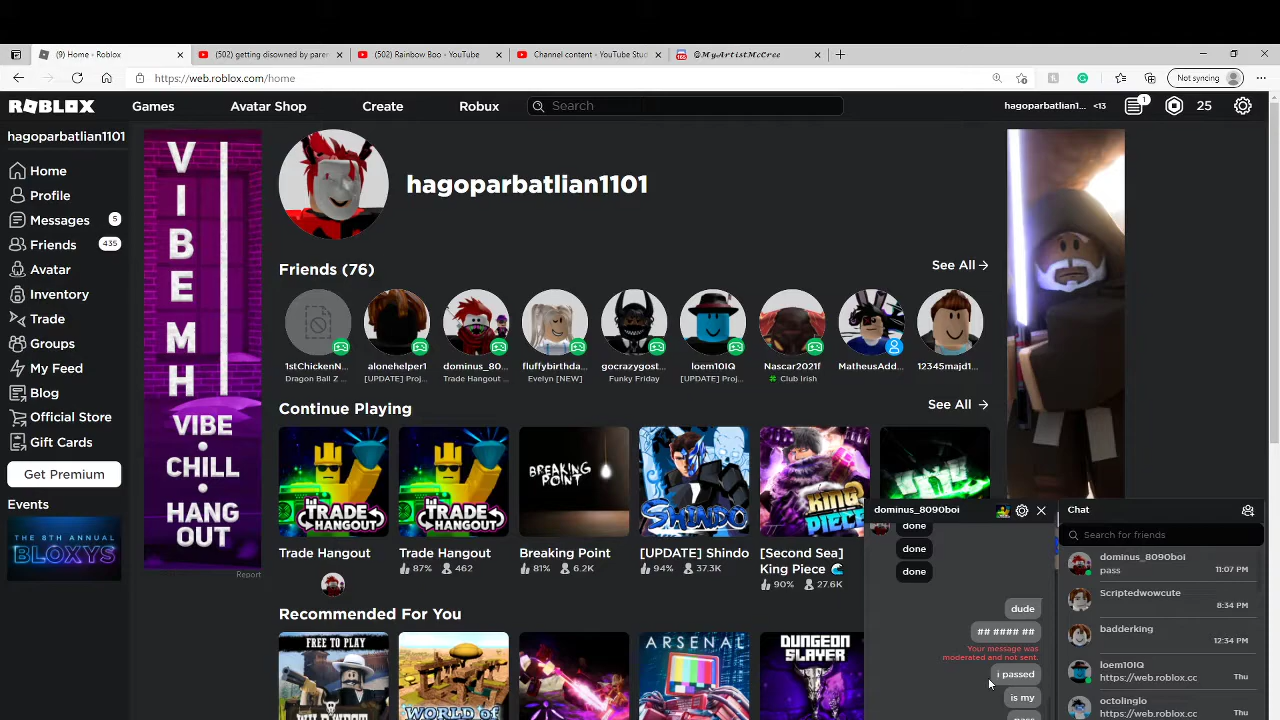 (9) Home - Roblox
(502) getting disowned by pare
(502) Rainbow Boo - YouTube
Channel content - YouTube Stu
@𝓜𝔂𝓐𝓻𝓽𝓲𝓼𝓽𝓜𝓬𝓒𝓻𝓮𝓮
https://web.roblox.com/home
Not syncing
ROBLOX
Games
Avatar Shop
Create
Robux
Search
hagoparbatlian1... <13
1
25
hagoparbatlian1101
Home
Profile
Messages 5
Friends 435
Avatar
Inventory
Trade
Groups
My Feed
Blog
Official Store
Gift Cards
Get Premium
Events
THE 8TH ANNUAL
BLOXYS
VIBE MH
VIBE
•
CHILL
•
HANG
OUT
Report
hagoparbatlian1101
Friends (76)
See All
1stChickenN...
Dragon Ball Z ...
alonehelper1
[UPDATE] Proj...
dominus_80...
Trade Hangout ...
fluffybirthda...
Evelyn [NEW]
gocrazygost...
Funky Friday
loem10IQ
[UPDATE] Proj...
Nascar2021f
Club Irish
MatheusAdd...
12345majd1...
Continue Playing
See All
TRADE
HANGOUT
TRADE
HANGOUT
BREAKING
POINT
SHINDO
KING
PIECE
Trade Hangout
87% 462
Trade Hangout
87% 462
Breaking Point
81% 6.2K
[UPDATE] Shindo
94% 37.3K
[Second Sea]
King Piece 🌊
90% 27.6K
Recommended For You
FREE TO PLAY
WORLD OF
ARSENAL
DUNGEON
SLAYER
dominus_8090boi
done
done
done
dude
## #### ##
Your message was
moderated and not sent.
i passed
is my
pass
Chat
Search for friends
dominus_8090boi
pass
11:07 PM
Scriptedwowcute
8:34 PM
badderking
12:34 PM
loem10IQ
https://web.roblox.cc
Thu
octolinglo
https://web.roblox.cc
Thu